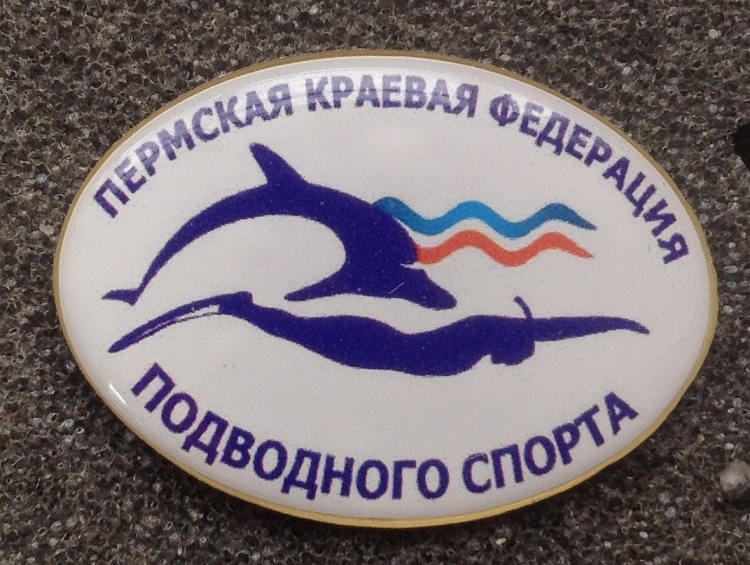 ПЕРМСКАЯ КРАЕВАЯ ФЕДЕРАЦИЯ
ПОДВОДНОГО СПОРТА